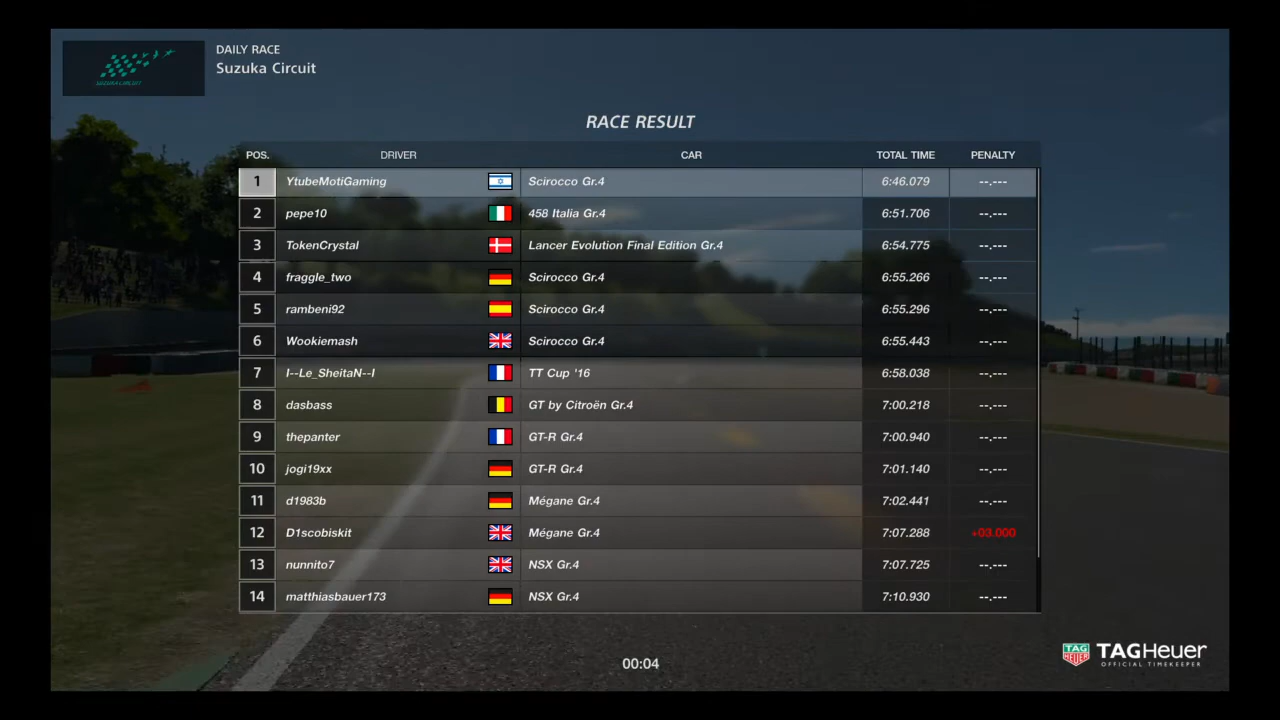 DAILY RACE
Suzuka Circuit
SUZUKA CIRCUIT
RACE RESULT
POS. DRIVER CAR TOTAL TIME PENALTY
1 YtubeMotiGaming Scirocco Gr.4 6:46.079 --.---
2 pepe10 458 Italia Gr.4 6:51.706 --.---
3 TokenCrystal Lancer Evolution Final Edition Gr.4 6:54.775 --.---
4 fraggle_two Scirocco Gr.4 6:55.266 --.---
5 rambeni92 Scirocco Gr.4 6:55.296 --.---
6 Wookiemash Scirocco Gr.4 6:55.443 --.---
7 I--Le_SheitaN--I TT Cup '16 6:58.038 --.---
8 dasbass GT by Citroën Gr.4 7:00.218 --.---
9 thepanter GT-R Gr.4 7:00.940 --.---
10 jogi19xx GT-R Gr.4 7:01.140 --.---
11 d1983b Mégane Gr.4 7:02.441 --.---
12 D1scobiskit Mégane Gr.4 7:07.288 +03.000
13 nunnito7 NSX Gr.4 7:07.725 --.---
14 matthiasbauer173 NSX Gr.4 7:10.930 --.---
00:04
TAG HEUER
TAGHeuer
OFFICIAL TIMEKEEPER